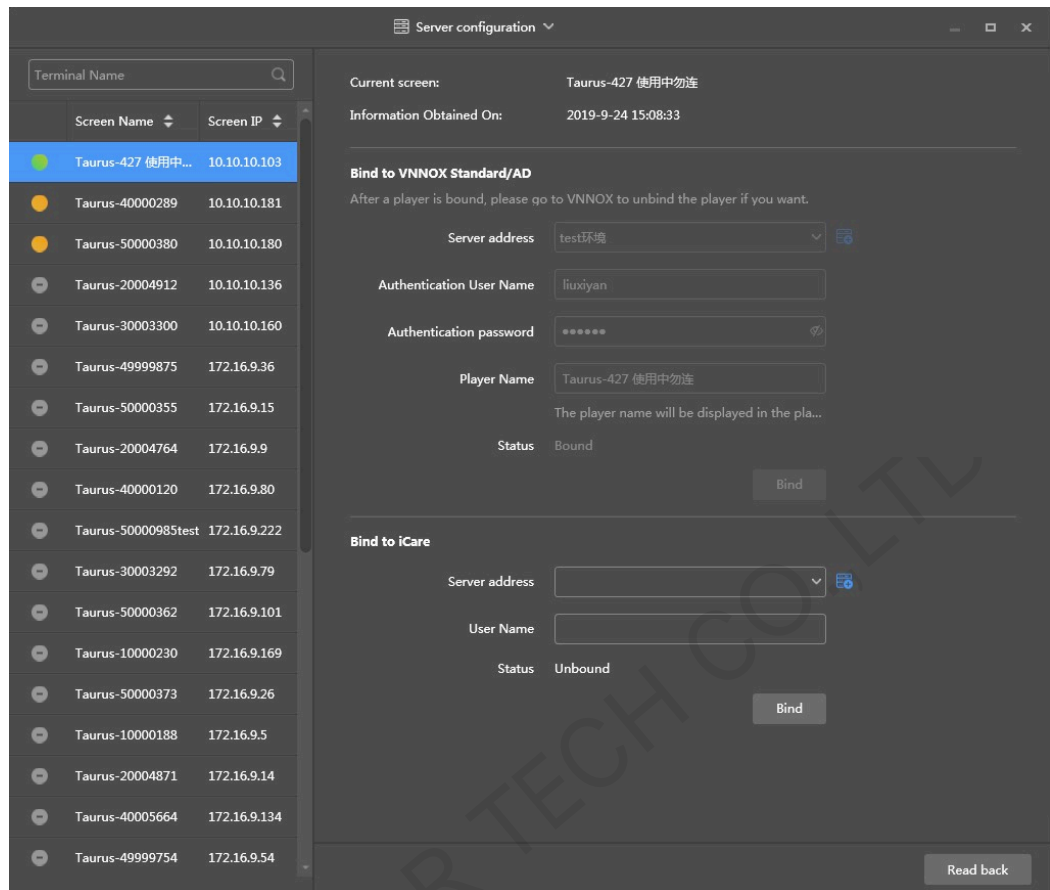 Server configuration
Terminal Name
Screen Name Screen IP
Taurus-427 使用中... 10.10.10.103
Taurus-40000289 10.10.10.181
Taurus-50000380 10.10.10.180
Taurus-20004912 10.10.10.136
Taurus-30003300 10.10.10.160
Taurus-49999875 172.16.9.36
Taurus-50000355 172.16.9.15
Taurus-20004764 172.16.9.9
Taurus-40000120 172.16.9.80
Taurus-50000985test 172.16.9.222
Taurus-30003292 172.16.9.79
Taurus-50000362 172.16.9.101
Taurus-10000230 172.16.9.169
Taurus-50000373 172.16.9.26
Taurus-10000188 172.16.9.5
Taurus-20004871 172.16.9.14
Taurus-40005664 172.16.9.134
Taurus-49999754 172.16.9.54
Current screen: Taurus-427 使用中勿连
Information Obtained On: 2019-9-24 15:08:33
Bind to VNNOX Standard/AD
After a player is bound, please go to VNNOX to unbind the player if you want.
Server address test环境
Authentication User Name liuxiyan
Authentication password ●●●●●●
Player Name Taurus-427 使用中勿连
The player name will be displayed in the pla...
Status Bound
Bind
Bind to iCare
Server address
User Name
Status Unbound
Bind
Read back
R TECH CO.,LTD